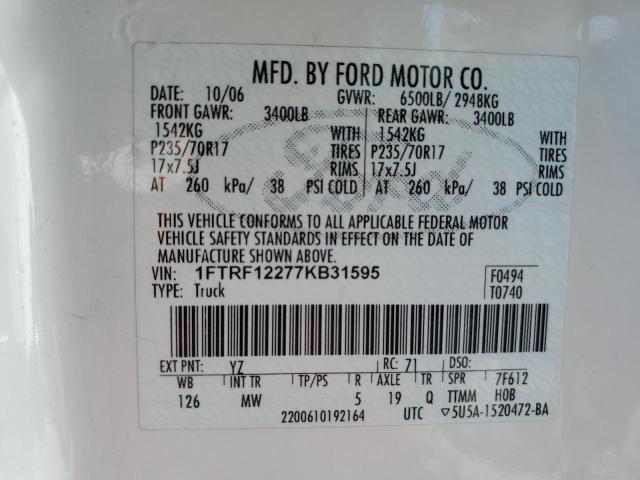 MFD. BY FORD MOTOR CO.
DATE: 10/06 GVWR: 6500LB/ 2948KG
FRONT GAWR: 3400LB REAR GAWR: 3400LB
1542KG WITH 1542KG WITH
P235/70R17 TIRES P235/70R17 TIRES
17x7.5J RIMS 17x7.5J RIMS
AT 260 kPa/ 38 PSI COLD AT 260 kPa/ 38 PSI COLD
Ford
THIS VEHICLE CONFORMS TO ALL APPLICABLE FEDERAL MOTOR
VEHICLE SAFETY STANDARDS IN EFFECT ON THE DATE OF
MANUFACTURE SHOWN ABOVE.
VIN: 1FTRF12277KB31595 F0494
TYPE: Truck T0740
EXT PNT: YZ RC: 71 DSO:
WB INT TR TP/PS R AXLE TR SPR 7F612
126 MW 5 19 Q TTMM HOB
2200610192164 UTC ▽5U5A-1520472-BA